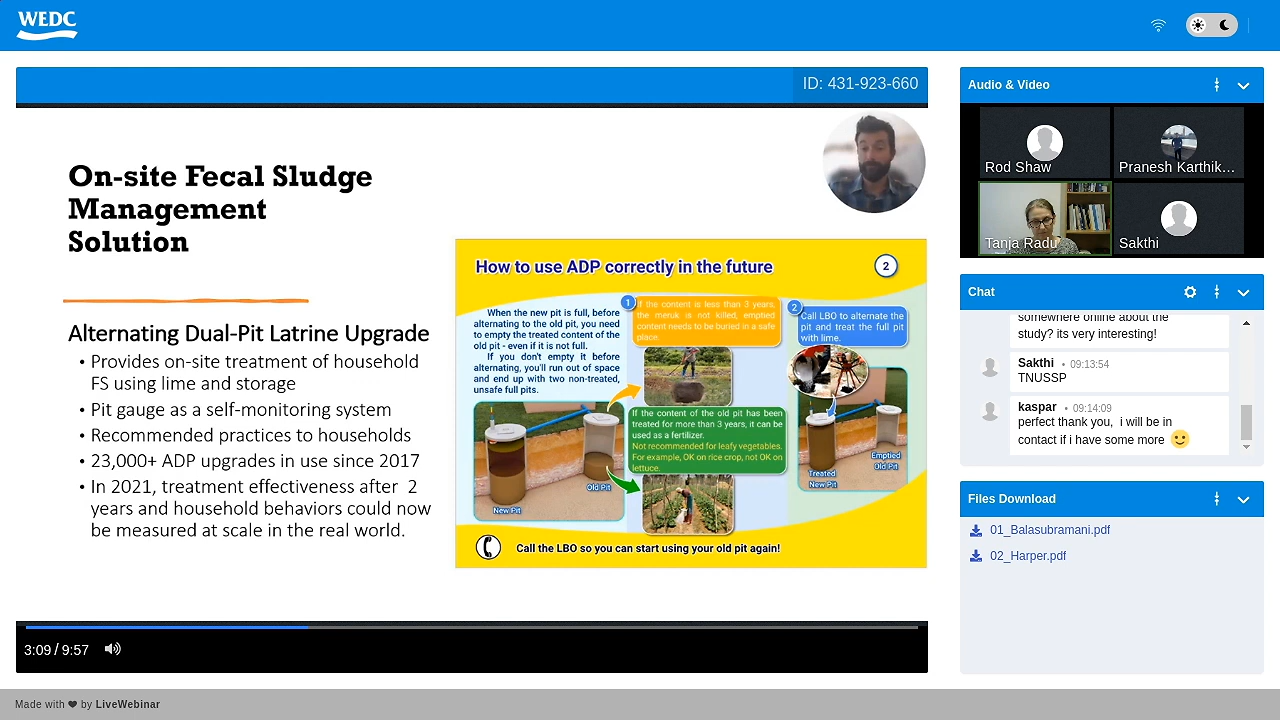 WEDC
ID: 431-923-660
On-site Fecal Sludge
Management
Solution
Alternating Dual-Pit Latrine Upgrade
• Provides on-site treatment of household
FS using lime and storage
• Pit gauge as a self-monitoring system
• Recommended practices to households
• 23,000+ ADP upgrades in use since 2017
• In 2021, treatment effectiveness after 2
years and household behaviors could now
be measured at scale in the real world.
How to use ADP correctly in the future
2
When the new pit is full, before
alternating to the old pit, you need
to empty the treated content of the
old pit - even if it is not full.
If you don't empty it before
alternating, you'll run out of space
and end up with two non-treated,
unsafe full pits.
1
If the content is less than 3 years,
the meruk is not killed, emptied
content needs to be buried in a safe
place.
2
Call LBO to alternate the
pit and treat the full pit
with lime.
If the content of the old pit has been
treated for more than 3 years, it can be
used as a fertilizer.
Not recommended for leafy vegetables.
For example, OK on rice crop, not OK on
lettuce.
Old Pit
New Pit
Emptied
Old Pit
Treated
New Pit
Call the LBO so you can start using your old pit again!
3:09 / 9:57
Audio & Video
Rod Shaw
Pranesh Karthik...
Tanja Radu
Sakthi
Chat
somewhere online about the
study? its very interesting!
Sakthi • 09:13:54
TNUSSP
kaspar • 09:14:09
perfect thank you, i will be in
contact if i have some more
Files Download
01_Balasubramani.pdf
02_Harper.pdf
Made with ❤ by LiveWebinar